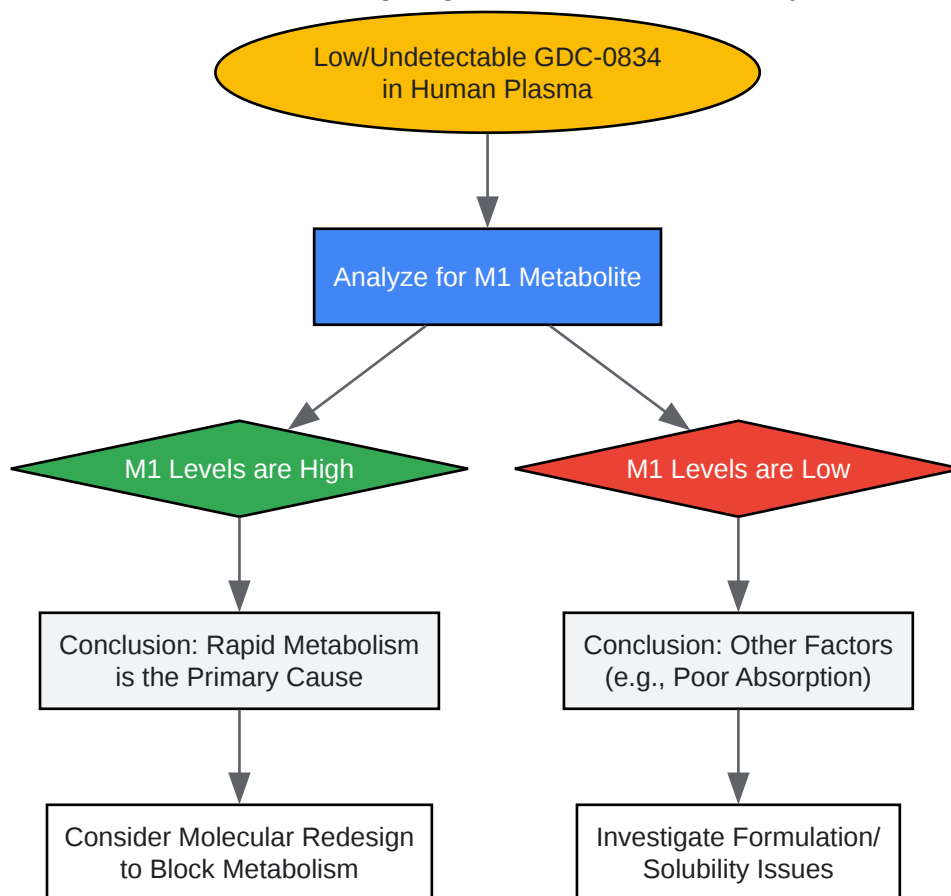 Low/Undetectable GDC-0834
in Human Plasma
Analyze for M1 Metabolite
M1 Levels are High
M1 Levels are Low
Conclusion: Rapid Metabolism
is the Primary Cause
Conclusion: Other Factors
(e.g., Poor Absorption)
Consider Molecular Redesign
to Block Metabolism
Investigate Formulation/
Solubility Issues